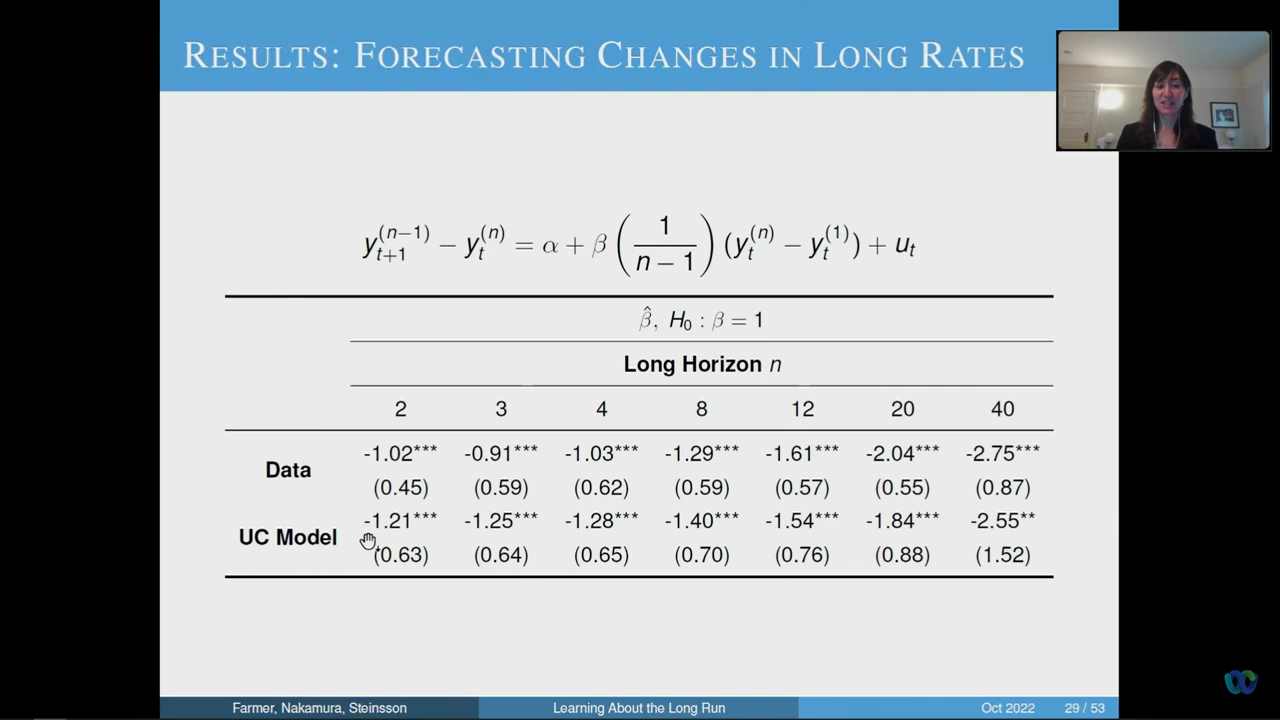 RESULTS: FORECASTING CHANGES IN LONG RATES
y_{t+1}^{(n−1)} − y_t^{(n)} = α + β (1/(n − 1)) (y_t^{(n)} − y_t^{(1)}) + u_t
β̂, H₀ : β = 1
Long Horizon n
2 3 4 8 12 20 40
Data -1.02*** -0.91*** -1.03*** -1.29*** -1.61*** -2.04*** -2.75***
(0.45) (0.59) (0.62) (0.59) (0.57) (0.55) (0.87)
UC Model -1.21*** -1.25*** -1.28*** -1.40*** -1.54*** -1.84*** -2.55**
(0.63) (0.64) (0.65) (0.70) (0.76) (0.88) (1.52)
Farmer, Nakamura, Steinsson Learning About the Long Run Oct 2022 29 / 53